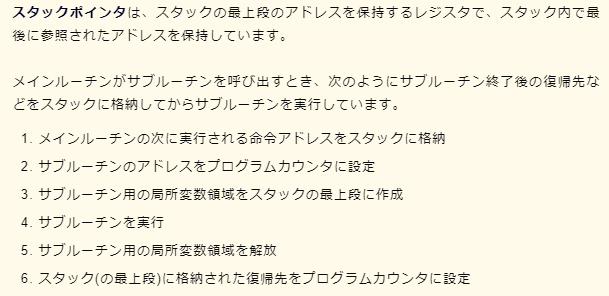 スタックポインタは、スタックの最上段のアドレスを保持するレジスタで、スタック内で最
後に参照されたアドレスを保持しています。
メインルーチンがサブルーチンを呼び出すとき、次のようにサブルーチン終了後の復帰先な
どをスタックに格納してからサブルーチンを実行しています。
1. メインルーチンの次に実行される命令アドレスをスタックに格納
2. サブルーチンのアドレスをプログラムカウンタに設定
3. サブルーチン用の局所変数領域をスタックの最上段に作成
4. サブルーチンを実行
5. サブルーチン用の局所変数領域を解放
6. スタック(の最上段)に格納された復帰先をプログラムカウンタに設定